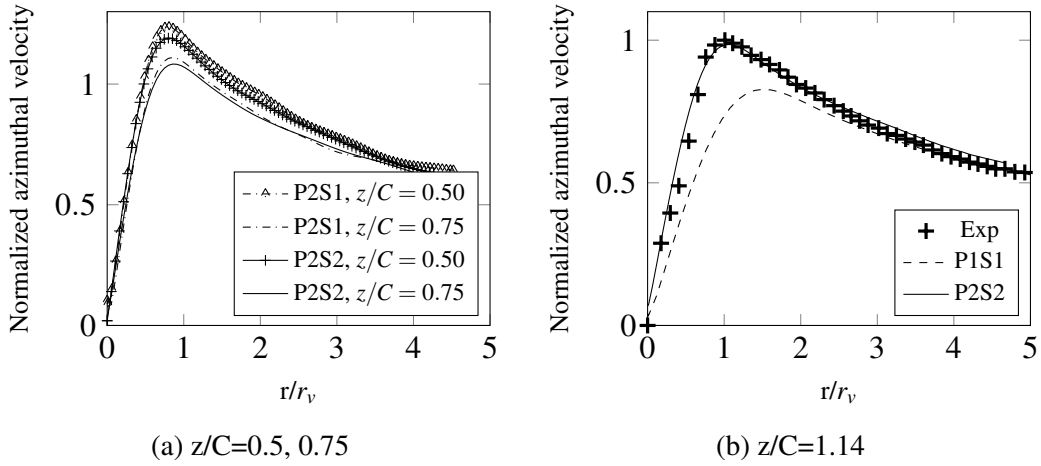 Normalized azimuthal velocity
1
0.5
0
0 1 2 3 4 5
r/r_v
P2S1, z/C = 0.50
P2S1, z/C = 0.75
P2S2, z/C = 0.50
P2S2, z/C = 0.75
(a) z/C=0.5, 0.75
Normalized azimuthal velocity
1
0.5
0
0 1 2 3 4 5
r/r_v
Exp
P1S1
P2S2
(b) z/C=1.14